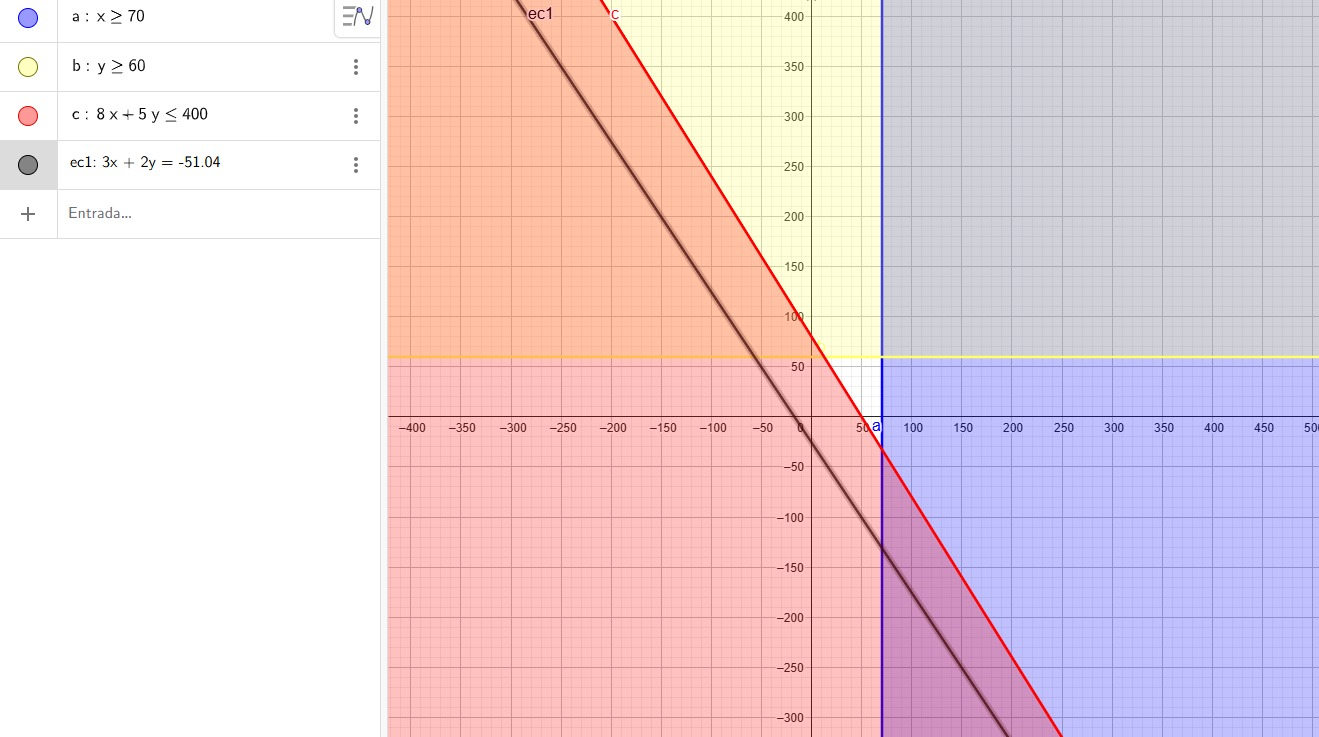 a : x ≥ 70
b : y ≥ 60
c : 8 x + 5 y ≤ 400
ec1: 3x + 2y = -51.04
Entrada...
ec1 c
400
350
300
250
200
150
100
50
−400 −350 −300 −250 −200 −150 −100 −50 0 50 a 100 150 200 250 300 350 400 450 500
−50
−100
−150
−200
−250
−300